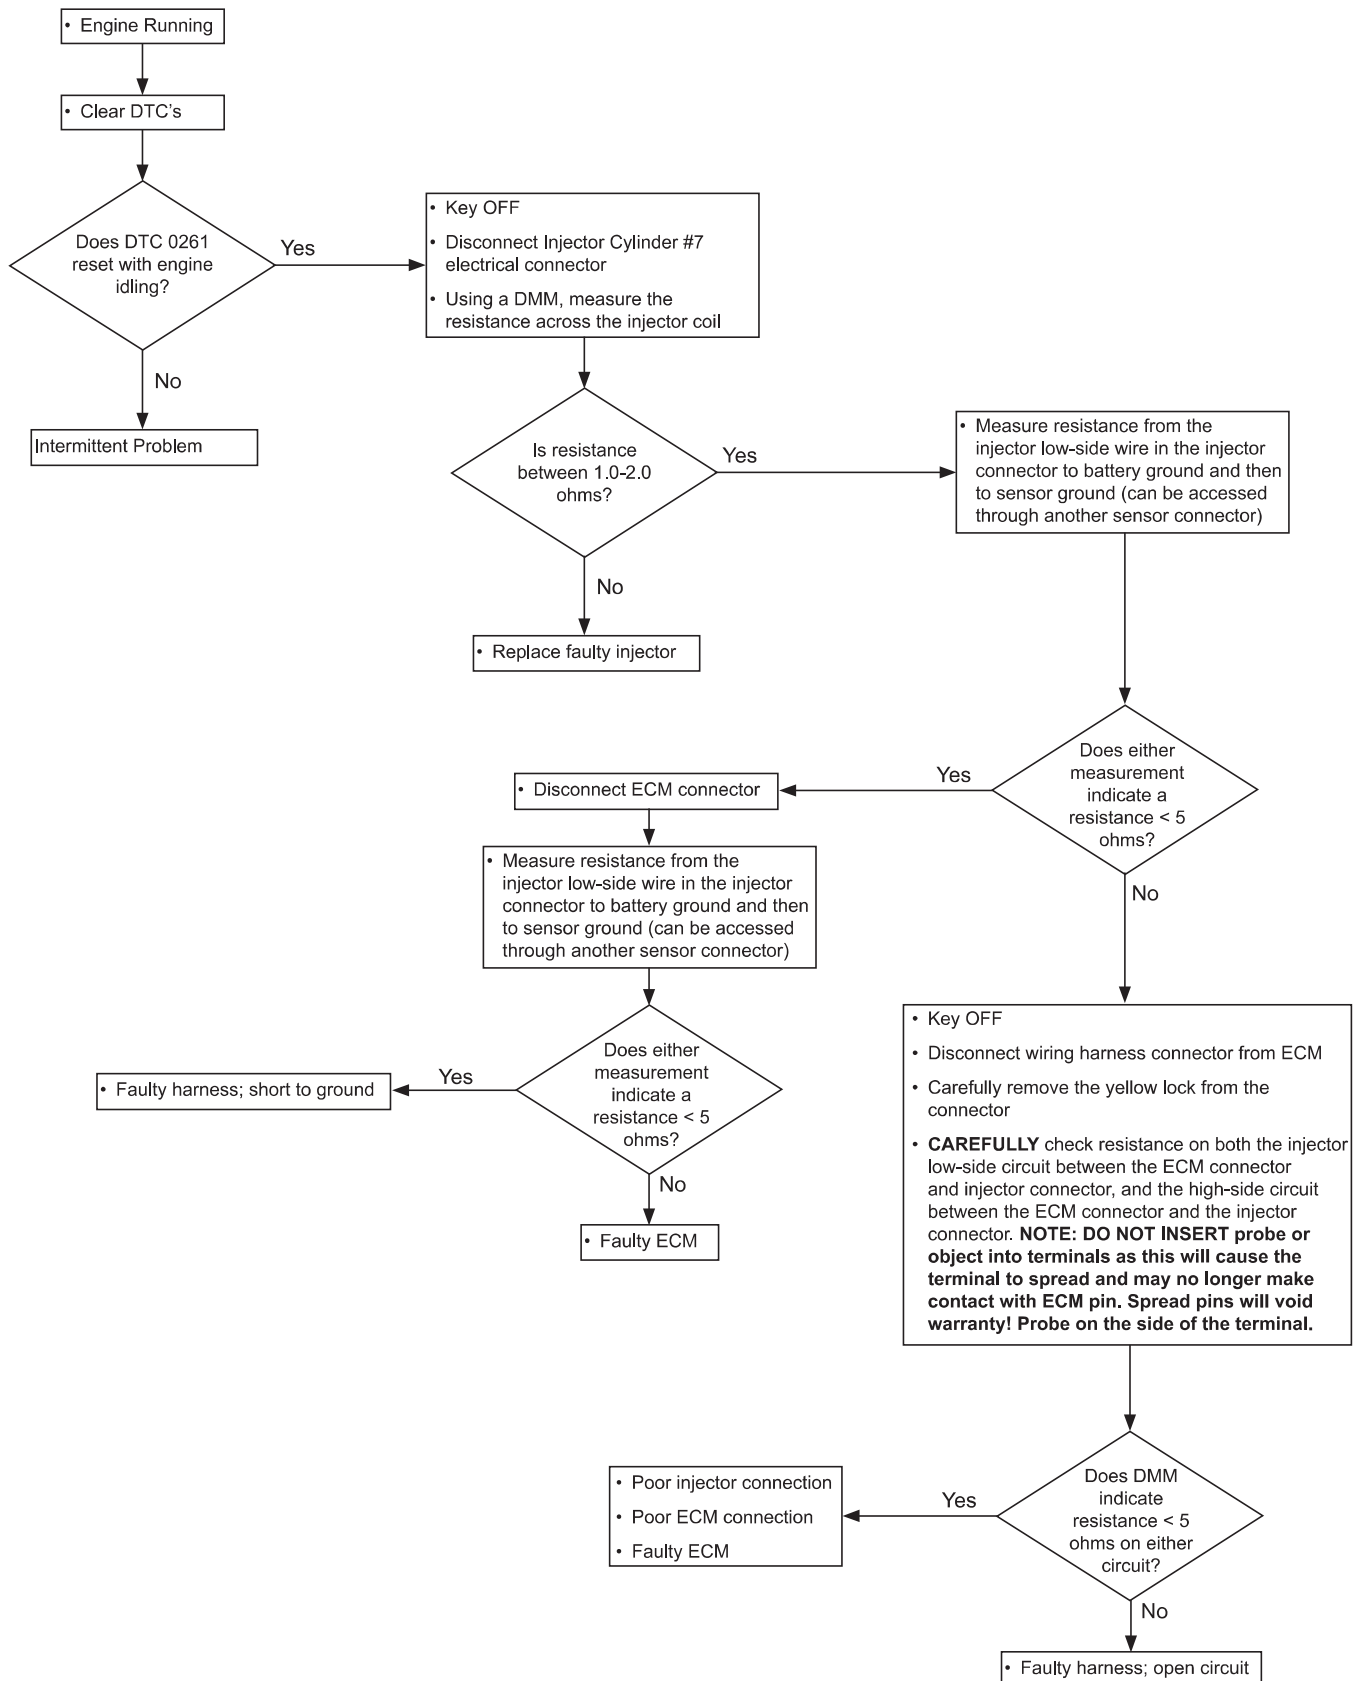 • Engine Running
• Clear DTC's
Does DTC 0261
reset with engine
idling?
Yes
No
Intermittent Problem
• Key OFF
• Disconnect Injector Cylinder #7
electrical connector
• Using a DMM, measure the
resistance across the injector coil
Is resistance
between 1.0-2.0
ohms?
Yes
No
• Replace faulty injector
• Measure resistance from the
injector low-side wire in the injector
connector to battery ground and then
to sensor ground (can be accessed
through another sensor connector)
Does either
measurement
indicate a
resistance < 5
ohms?
Yes
No
• Disconnect ECM connector
• Measure resistance from the
injector low-side wire in the injector
connector to battery ground and then
to sensor ground (can be accessed
through another sensor connector)
Does either
measurement
indicate a
resistance < 5
ohms?
Yes
• Faulty harness; short to ground
No
• Faulty ECM
• Key OFF
• Disconnect wiring harness connector from ECM
• Carefully remove the yellow lock from the
connector
• CAREFULLY check resistance on both the injector
low-side circuit between the ECM connector
and injector connector, and the high-side circuit
between the ECM connector and the injector
connector. NOTE: DO NOT INSERT probe or
object into terminals as this will cause the
terminal to spread and may no longer make
contact with ECM pin. Spread pins will void
warranty! Probe on the side of the terminal.
Does DMM
indicate
resistance < 5
ohms on either
circuit?
Yes
• Poor injector connection
• Poor ECM connection
• Faulty ECM
No
• Faulty harness; open circuit